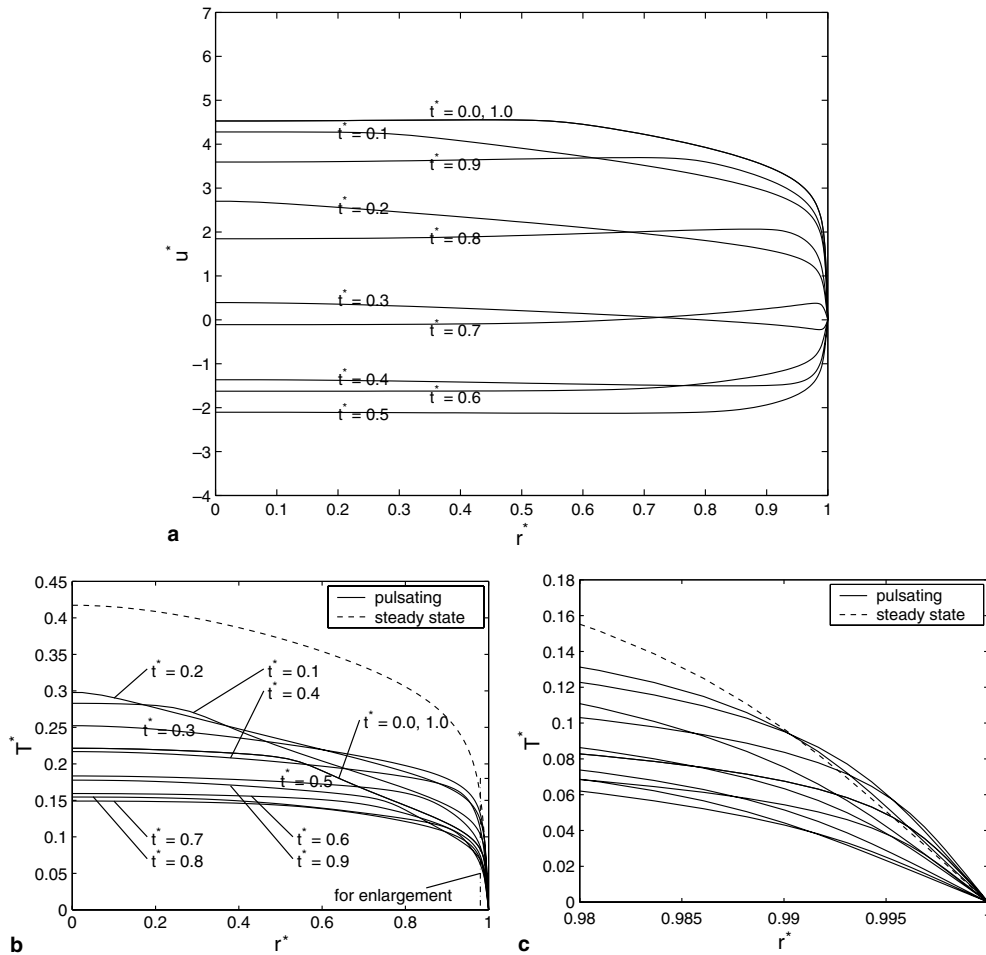 7
6
5
4
3
2
1
0
−1
−2
−3
−4
u*
t* = 0.0, 1.0
t* = 0.1
t* = 0.9
t* = 0.2
t* = 0.8
t* = 0.3
t* = 0.7
t* = 0.4
t* = 0.6
t* = 0.5
0 0.1 0.2 0.3 0.4 0.5 0.6 0.7 0.8 0.9 1
r*
a
0.45
0.4
0.35
0.3
0.25
0.2
0.15
0.1
0.05
0
T*
pulsating
steady state
t* = 0.2
t* = 0.1
t* = 0.4
t* = 0.0, 1.0
t* = 0.3
t* = 0.5
t* = 0.7
t* = 0.6
t* = 0.8
t* = 0.9
for enlargement
0 0.2 0.4 0.6 0.8 1
r*
b
0.18
0.16
0.14
0.12
0.1
0.08
0.06
0.04
0.02
0
T*
pulsating
steady state
0.98 0.985 0.99 0.995 1
r*
c